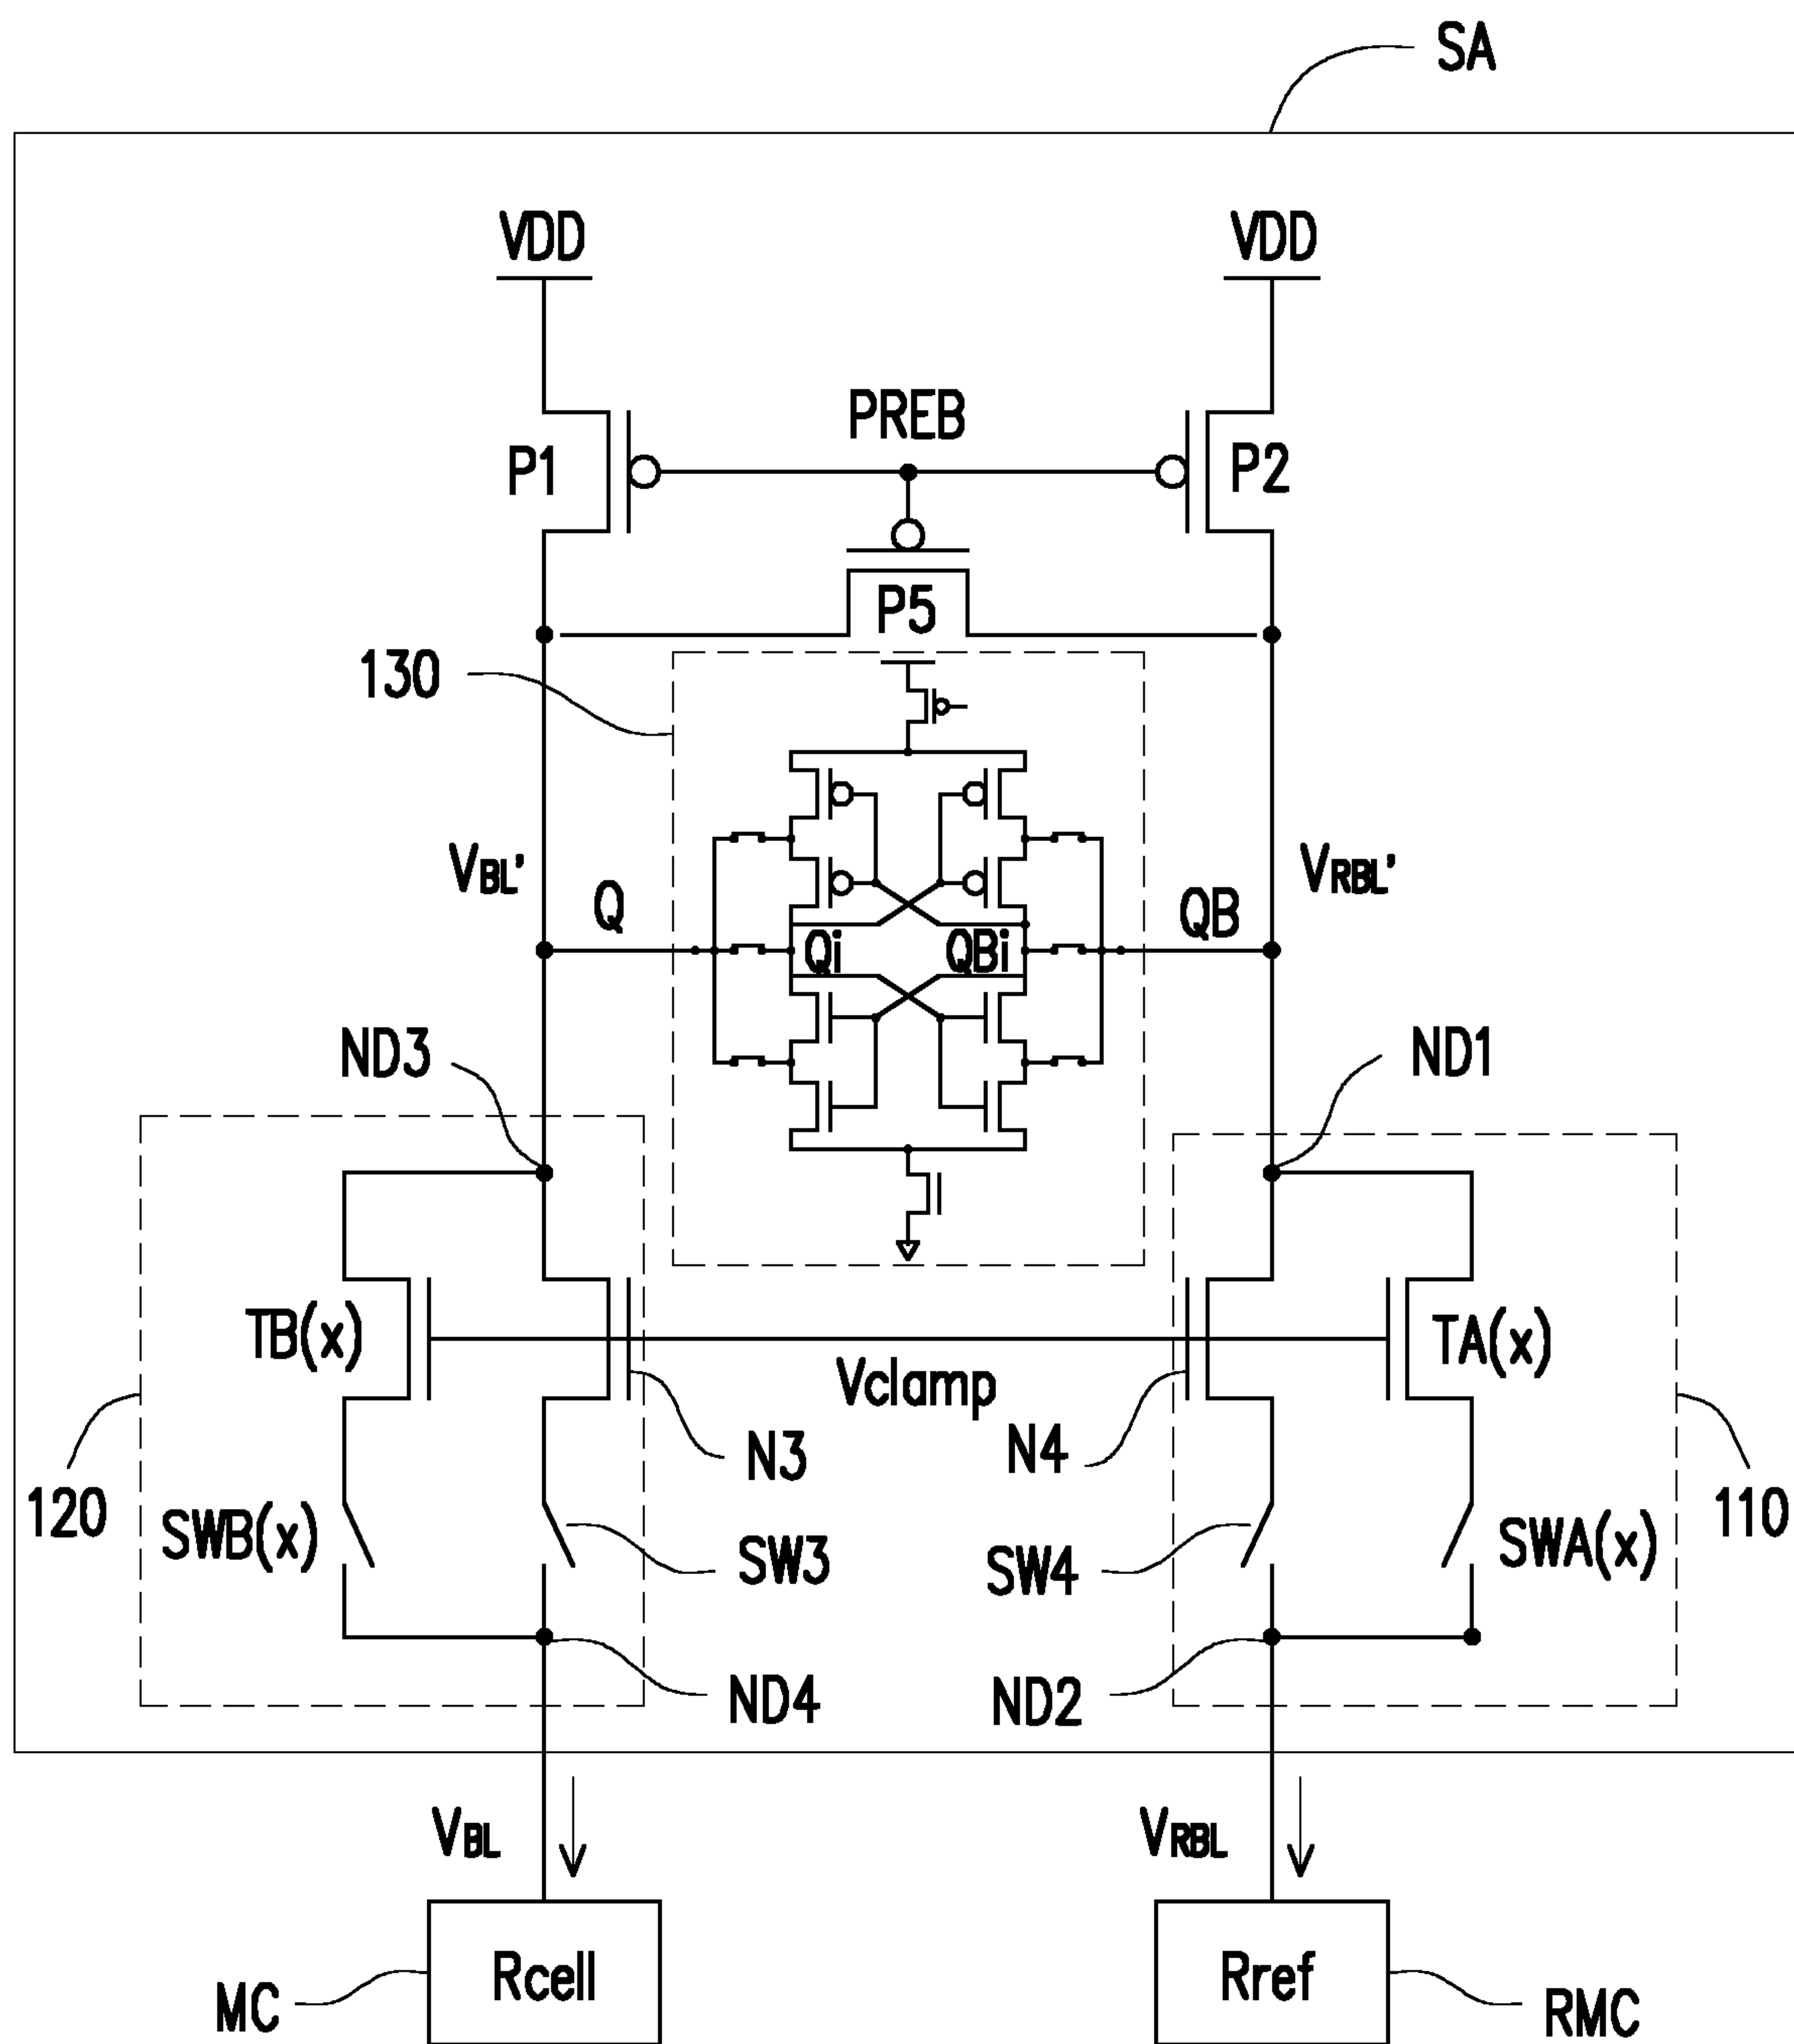 SA
VDD VDD
PREB
P1 P2
P5
130
VBL' VRBL'
Q QB
Qi QBi
ND3 ND1
TB(x) TA(x)
Vclamp
N3 N4
120 110
SWB(x) SW3 SW4 SWA(x)
ND4 ND2
VBL VRBL
Rcell Rref
MC RMC